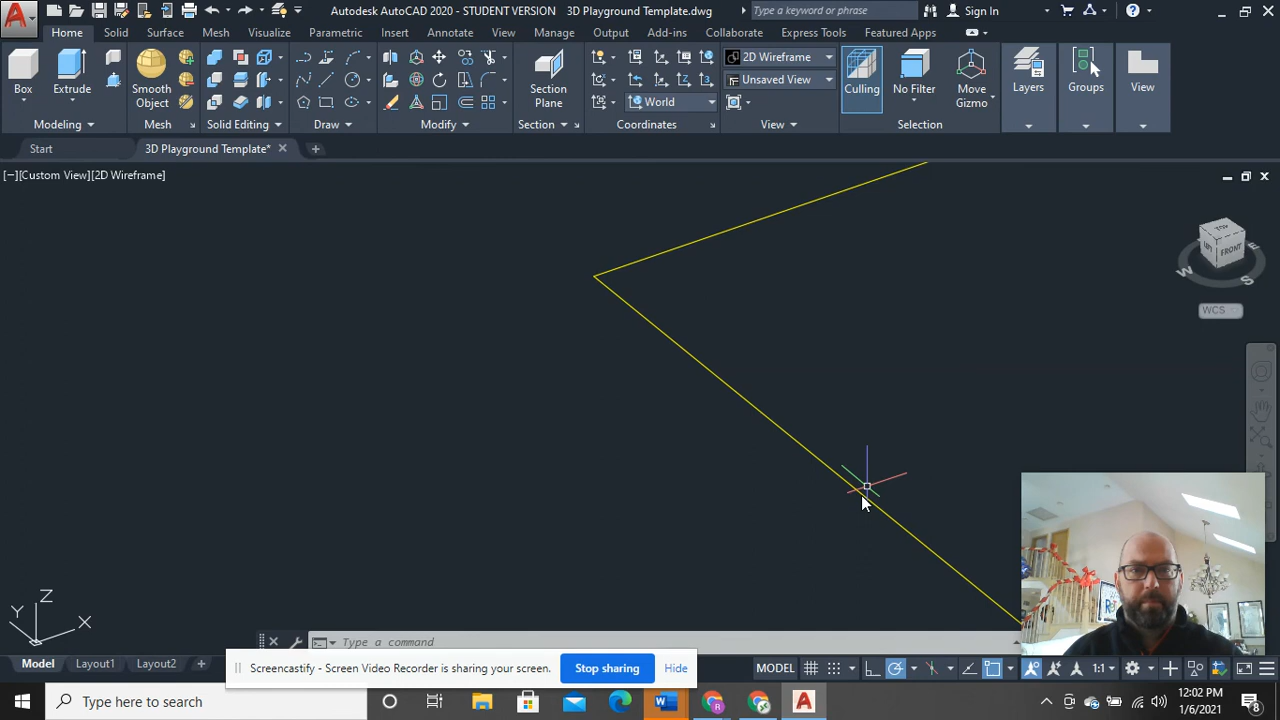 Autodesk AutoCAD 2020 - STUDENT VERSION 3D Playground Template.dwg
Type a keyword or phrase
Sign In
Home Solid Surface Mesh Visualize Parametric Insert Annotate View Manage Output Add-ins Collaborate Express Tools Featured Apps
2D Wireframe
Unsaved View
World
Box Extrude Smooth Object Section Plane Culling No Filter Move Gizmo Layers Groups View
Modeling Mesh Solid Editing Draw Modify Section Coordinates View Selection
Start 3D Playground Template*
[−][Custom View][2D Wireframe]
TOP
LEFT FRONT
W E S
WCS
Z
Y X
Type a command
Model Layout1 Layout2
Screencastify - Screen Video Recorder is sharing your screen. Stop sharing Hide
MODEL 1:1
Type here to search
12:02 PM
1/6/2021
8